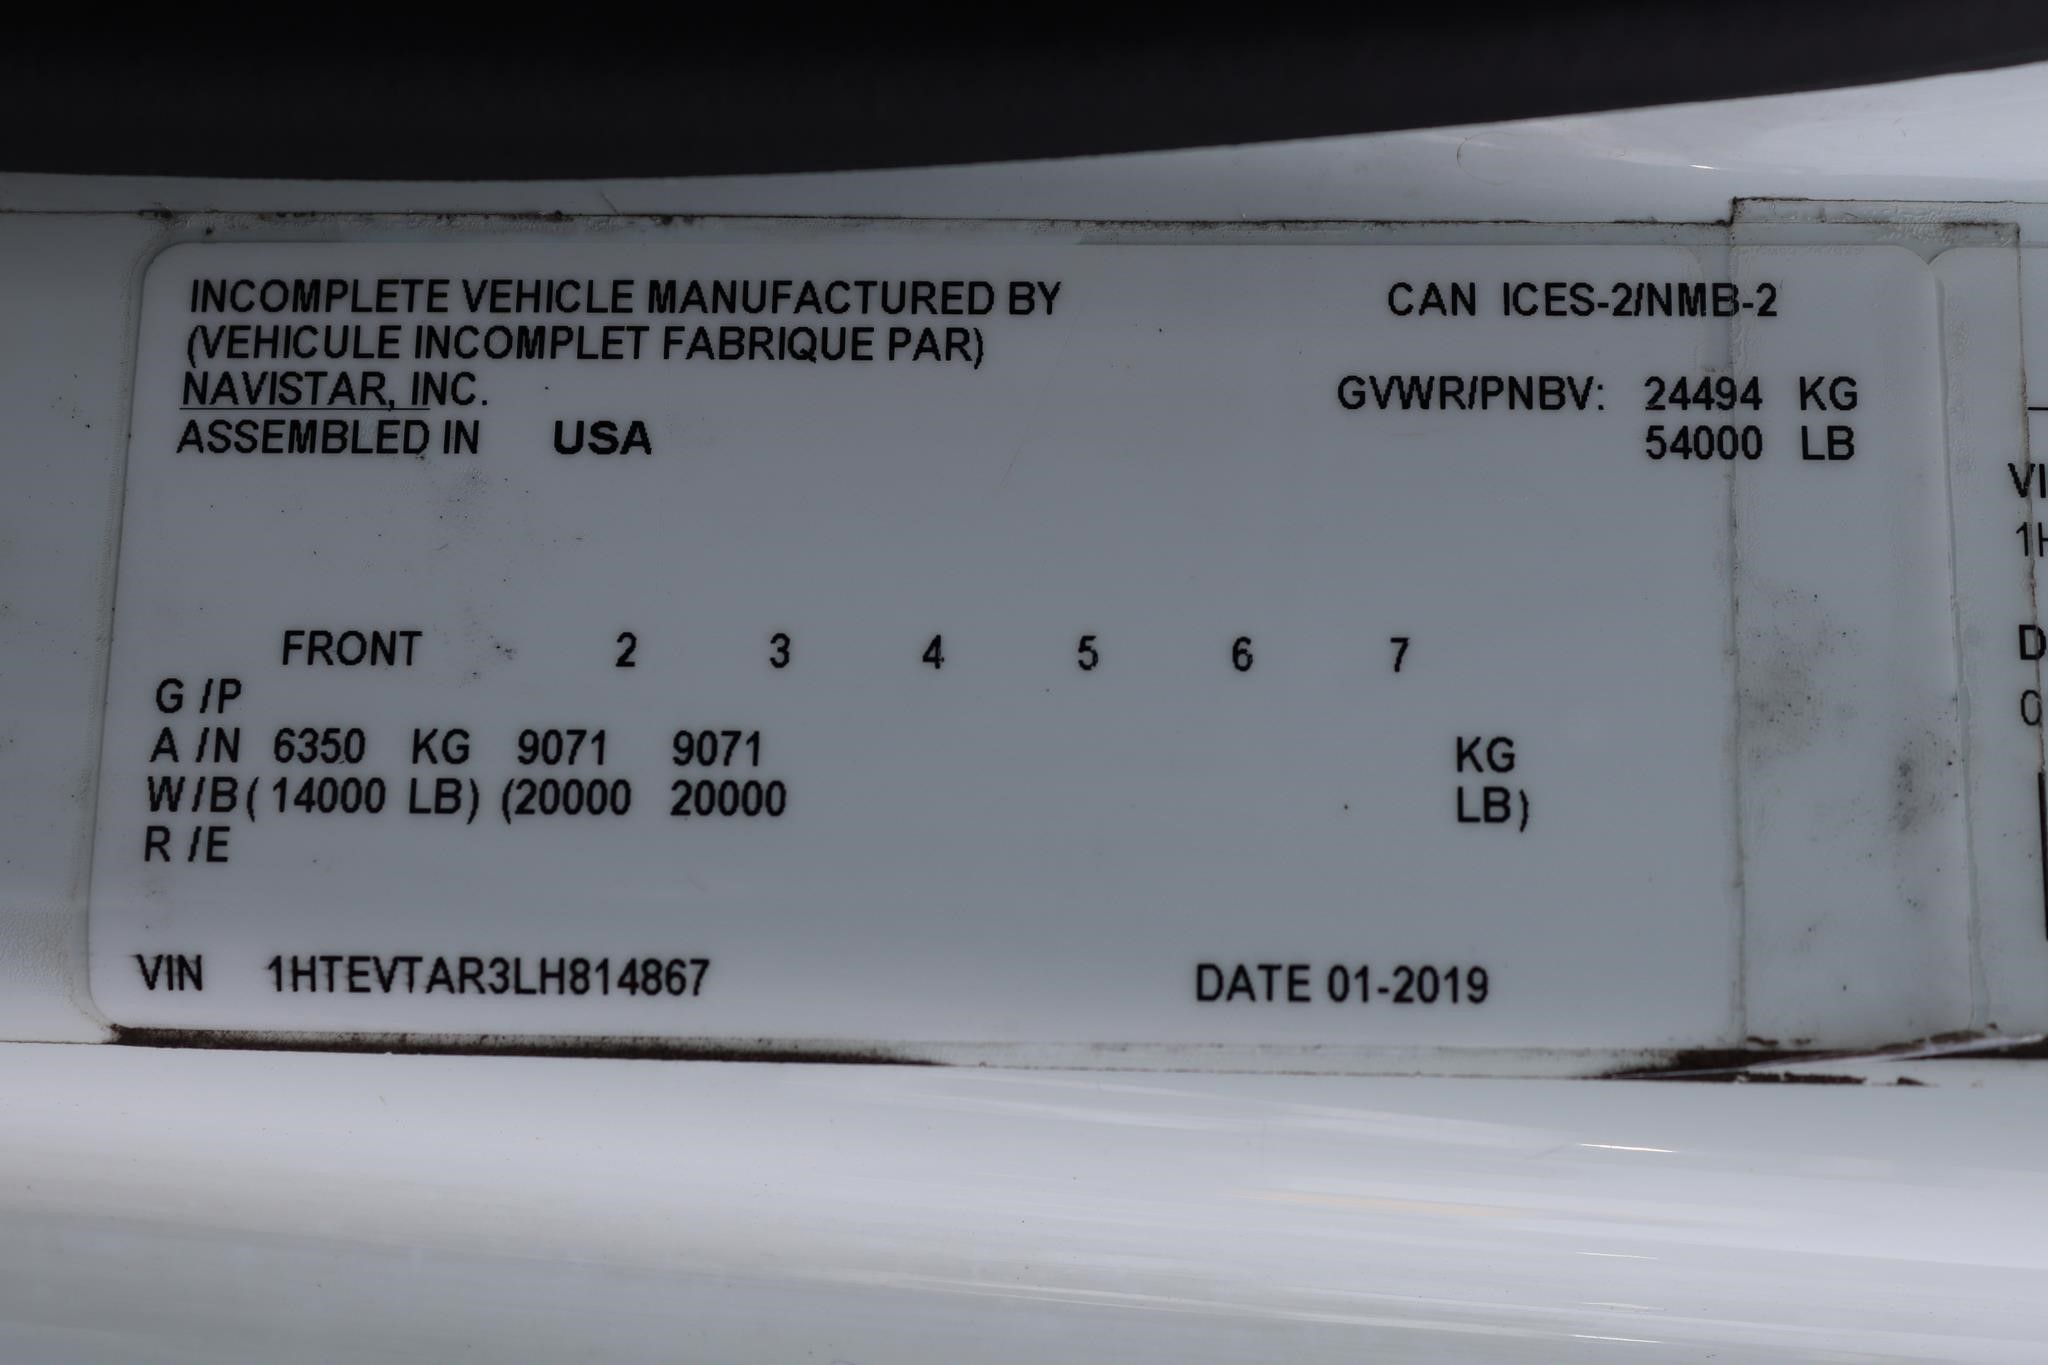 INCOMPLETE VEHICLE MANUFACTURED BY
(VEHICULE INCOMPLET FABRIQUE PAR)
NAVISTAR, INC.
ASSEMBLED IN USA
CAN ICES-2/NMB-2
GVWR/PNBV: 24494 KG
54000 LB
FRONT 2 3 4 5 6 7
G /P
A /N 6350 KG 9071 9071 KG
W/B ( 14000 LB) (20000 20000 LB)
R /E
VIN 1HTEVTAR3LH814867 DATE 01-2019